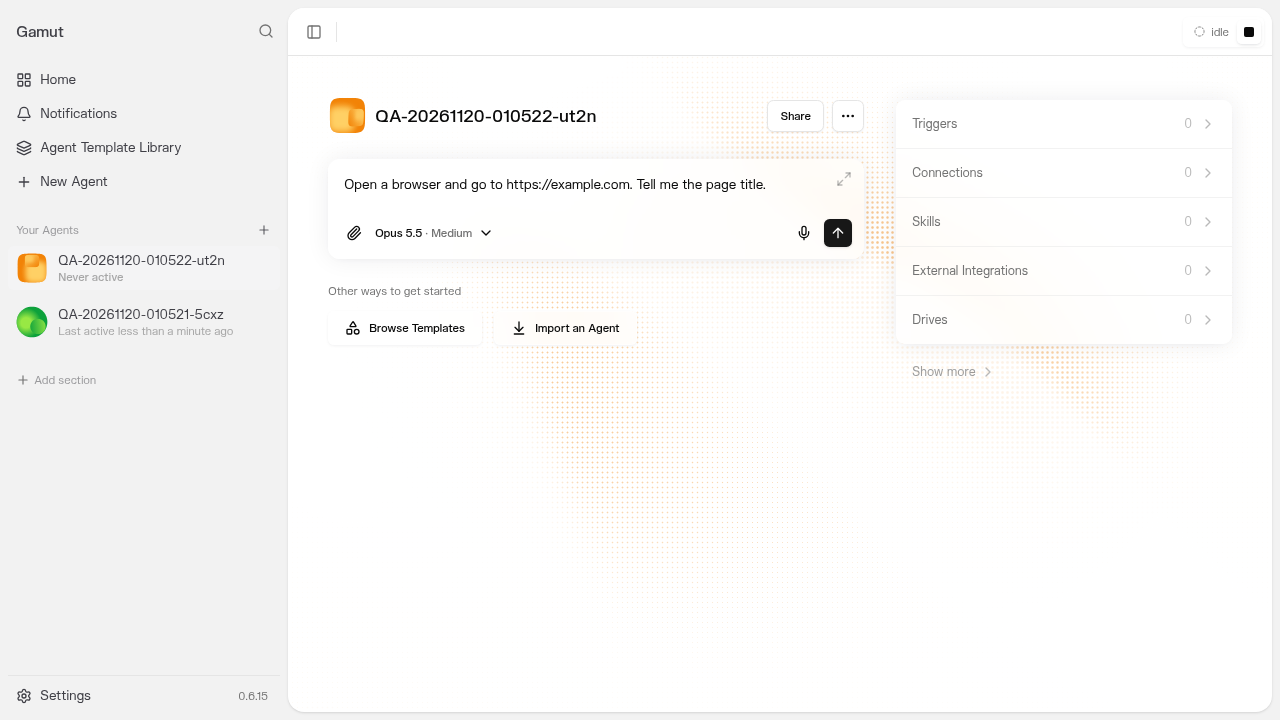 Gamut
Home
Notifications
Agent Template Library
New Agent
Your Agents
QA-20261120-010522-ut2n
Never active
QA-20261120-010521-5cxz
Last active less than a minute ago
Add section
Settings
0.6.15
idle
QA-20261120-010522-ut2n
Share
Open a browser and go to https://example.com. Tell me the page title.
Opus 5.5 · Medium
Other ways to get started
Browse Templates
Import an Agent
Triggers 0
Connections 0
Skills 0
External Integrations 0
Drives 0
Show more